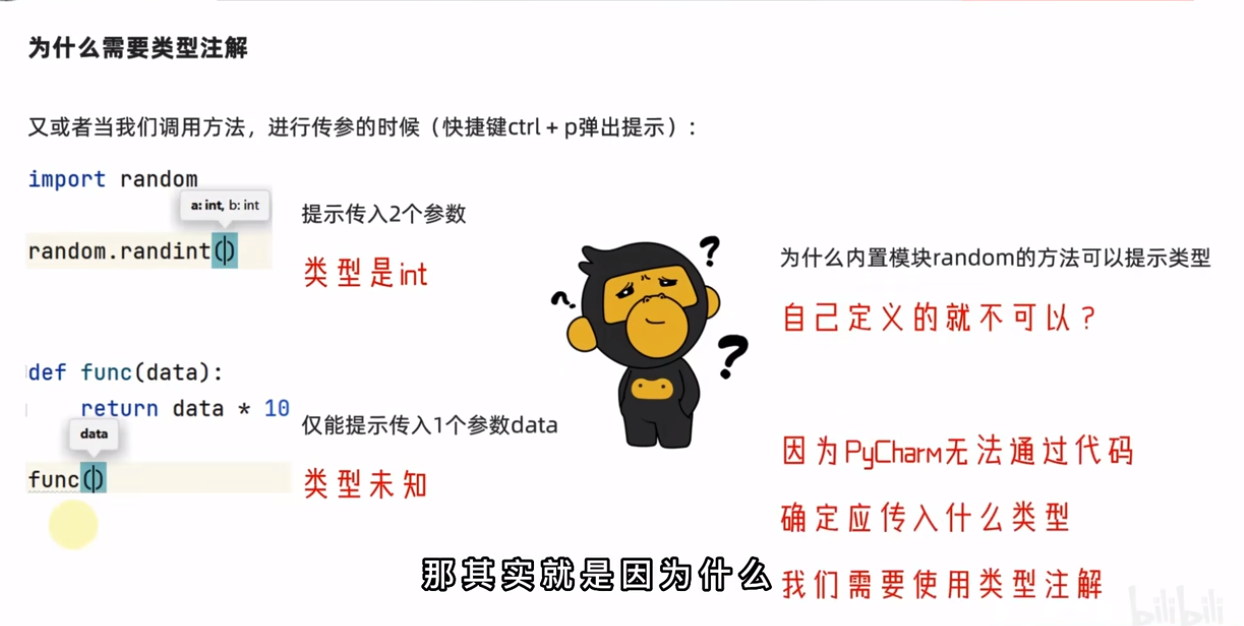 为什么需要类型注解
又或者当我们调用方法，进行传参的时候（快捷键ctrl + p弹出提示）：
import random
a: int, b: int
random.randint()
提示传入2个参数
类型是int
def func(data):
return data * 10
data
func()
仅能提示传入1个参数data
类型未知
?
?
?
为什么内置模块random的方法可以提示类型
自己定义的就不可以?
因为PyCharm无法通过代码
确定应传入什么类型
我们需要使用类型注解
那其实就是因为什么
bilibili